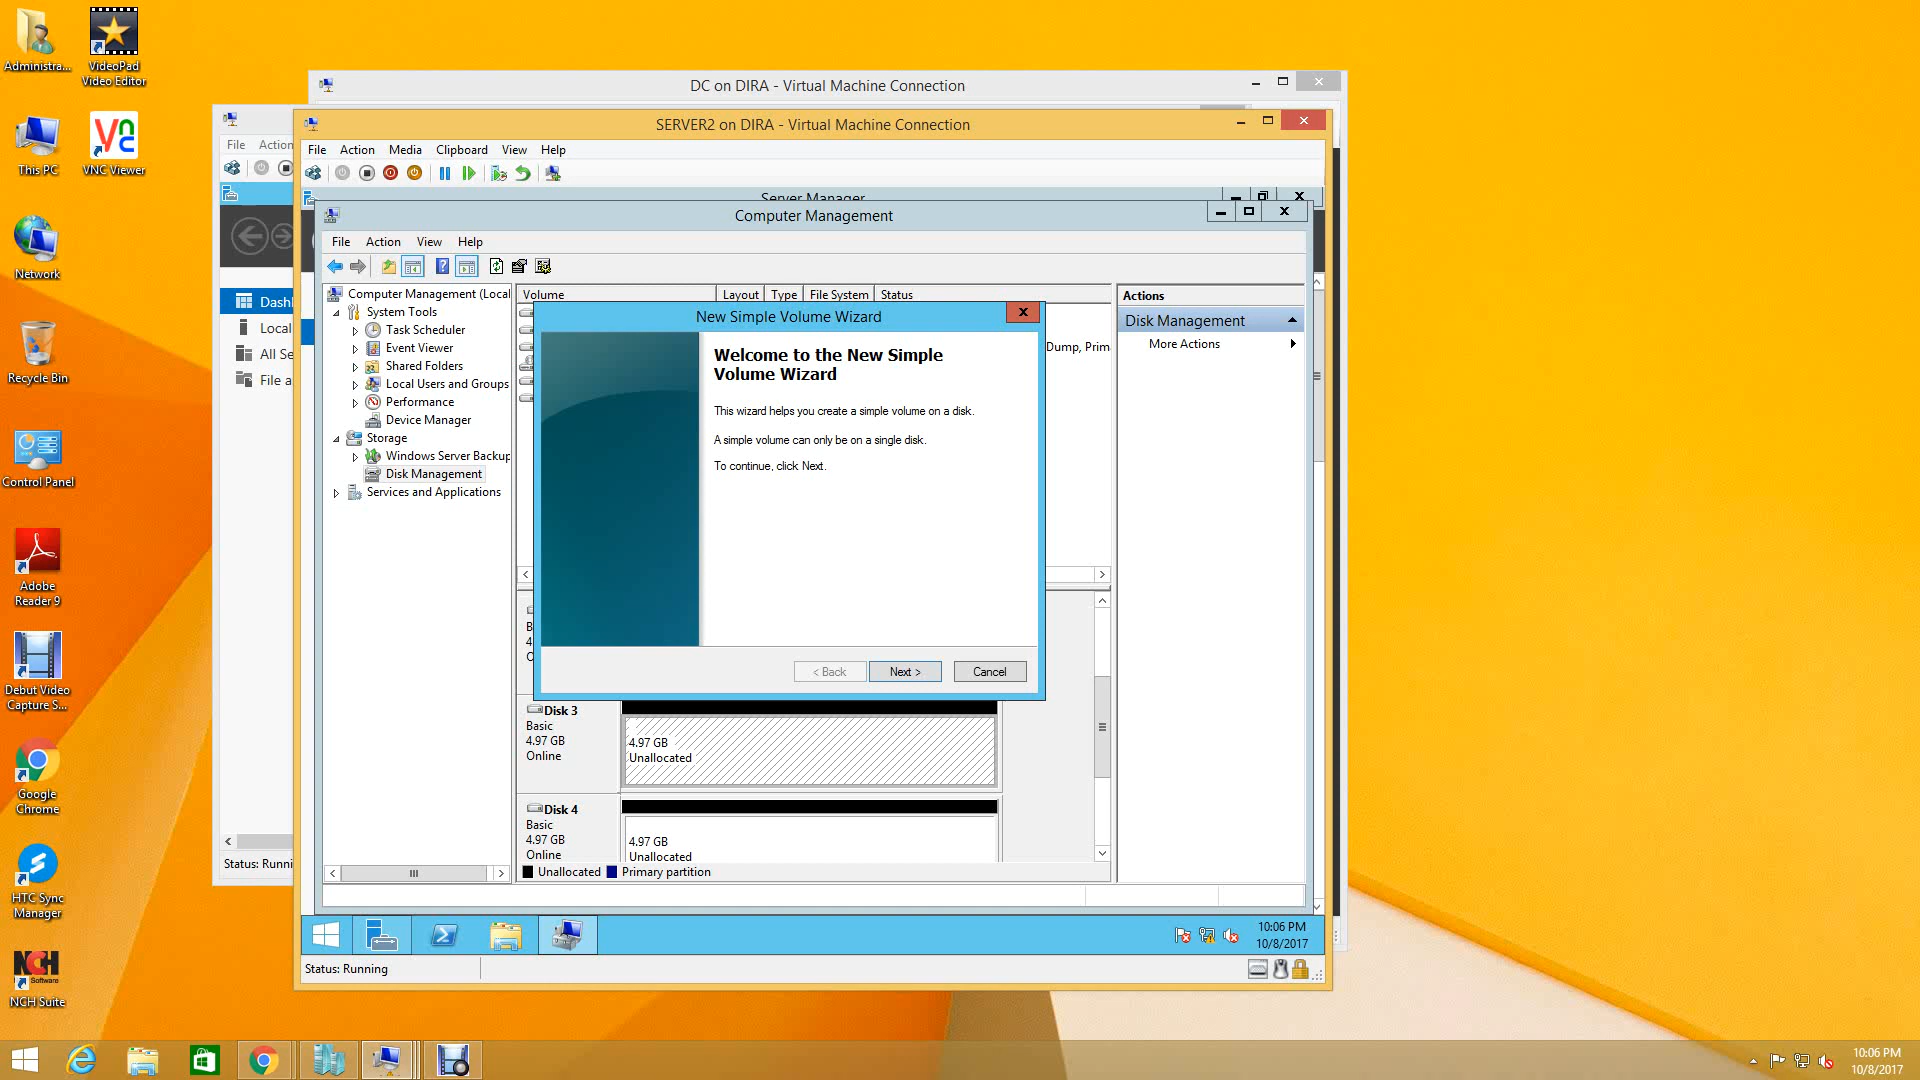 Administra...
VideoPad
Video Editor
This PC
VNC Viewer
Network
Recycle Bin
Control Panel
Adobe
Reader 9
Debut Video
Capture S...
Google
Chrome
HTC Sync
Manager
NCH Suite
DC on DIRA - Virtual Machine Connection
File Action
Status: Runni
SERVER2 on DIRA - Virtual Machine Connection
File Action Media Clipboard View Help
Server Manager
Computer Management
File Action View Help
Computer Management (Local
System Tools
Task Scheduler
Event Viewer
Shared Folders
Local Users and Groups
Performance
Device Manager
Storage
Windows Server Backup
Disk Management
Services and Applications
Volume Layout Type File System Status
Dump, Prim
New Simple Volume Wizard
Welcome to the New Simple
Volume Wizard
This wizard helps you create a simple volume on a disk.
A simple volume can only be on a single disk.
To continue, click Next.
< Back Next > Cancel
Disk 3
Basic
4.97 GB
Online
4.97 GB
Unallocated
Disk 4
Basic
4.97 GB
Online
4.97 GB
Unallocated
Unallocated Primary partition
Actions
Disk Management
More Actions
10:06 PM
10/8/2017
Status: Running
10:06 PM
10/8/2017